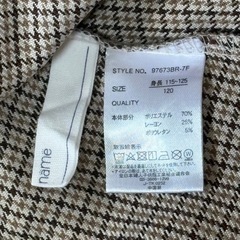 STYLE NO. 97673BR-7F
身長 115-125
SIZE 120
QUALITY
本体部分 ポリエステル 70%
レーヨン 25%
ポリウレタン 5%
name